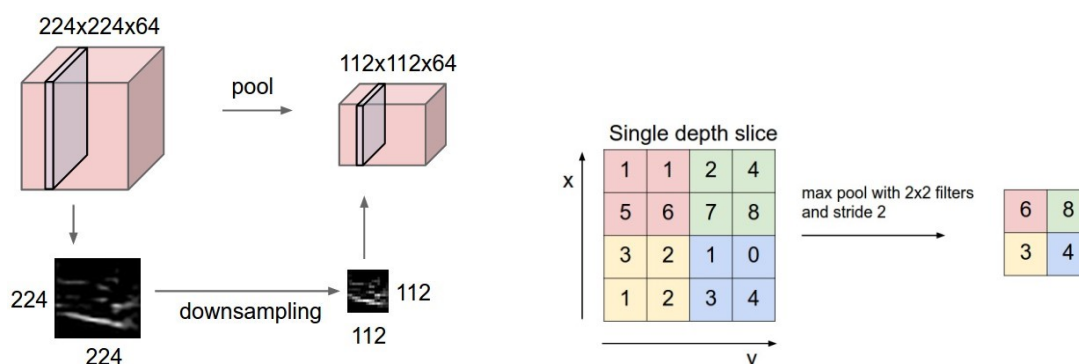 224x224x64
pool
112x112x64
224
224
downsampling
112
112
Single depth slice
x
1 1 2 4
5 6 7 8
3 2 1 0
1 2 3 4
y
max pool with 2x2 filters
and stride 2
6 8
3 4